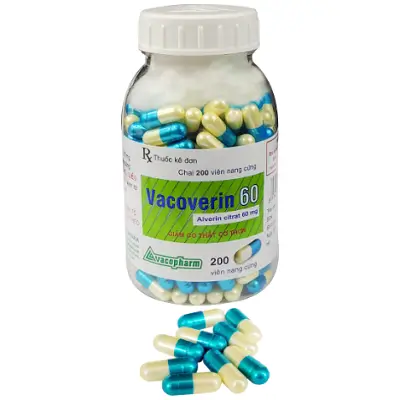 Rx Thuốc kê đơn
Chai 200 viên nang cứng
Vacoverin 60
Alverin citrat 60 mg
GIẢM CO THẮT CƠ TRƠN
vacopharm
200
viên nang cứng